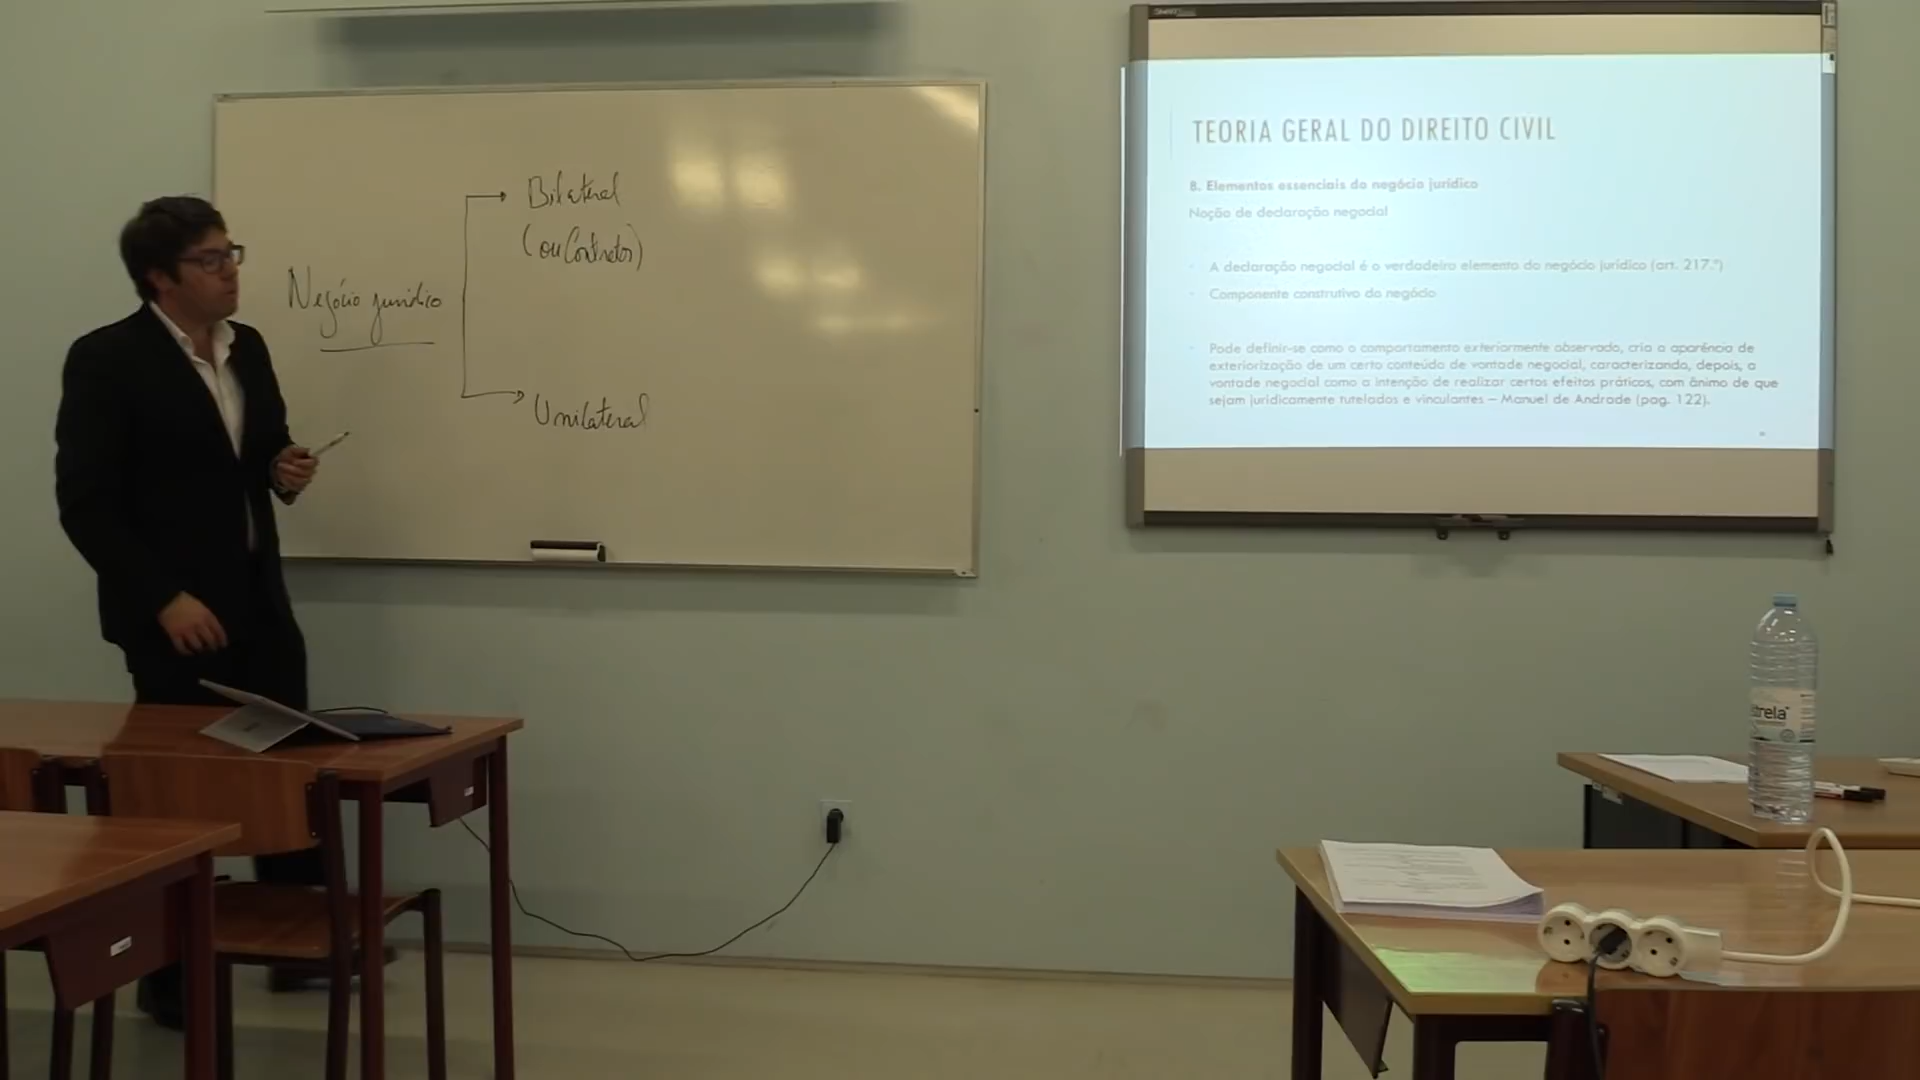 Negócio jurídico
Bilateral
(ou Contratos)
Unilateral
TEORIA GERAL DO DIREITO CIVIL
8. Elementos essenciais do negócio jurídico
Noção de declaração negocial
- A declaração negocial é o verdadeiro elemento do negócio jurídico (art. 217.º)
- Componente construtivo do negócio
- Pode definir-se como o comportamento exteriormente observado, cria a aparência de
exteriorização de um certo conteúdo de vontade negocial, caracterizando, depois, a
vontade negocial como a intenção de realizar certos efeitos práticos, com ânimo de que
sejam juridicamente tutelados e vinculantes – Manuel de Andrade (pag. 122).
strela